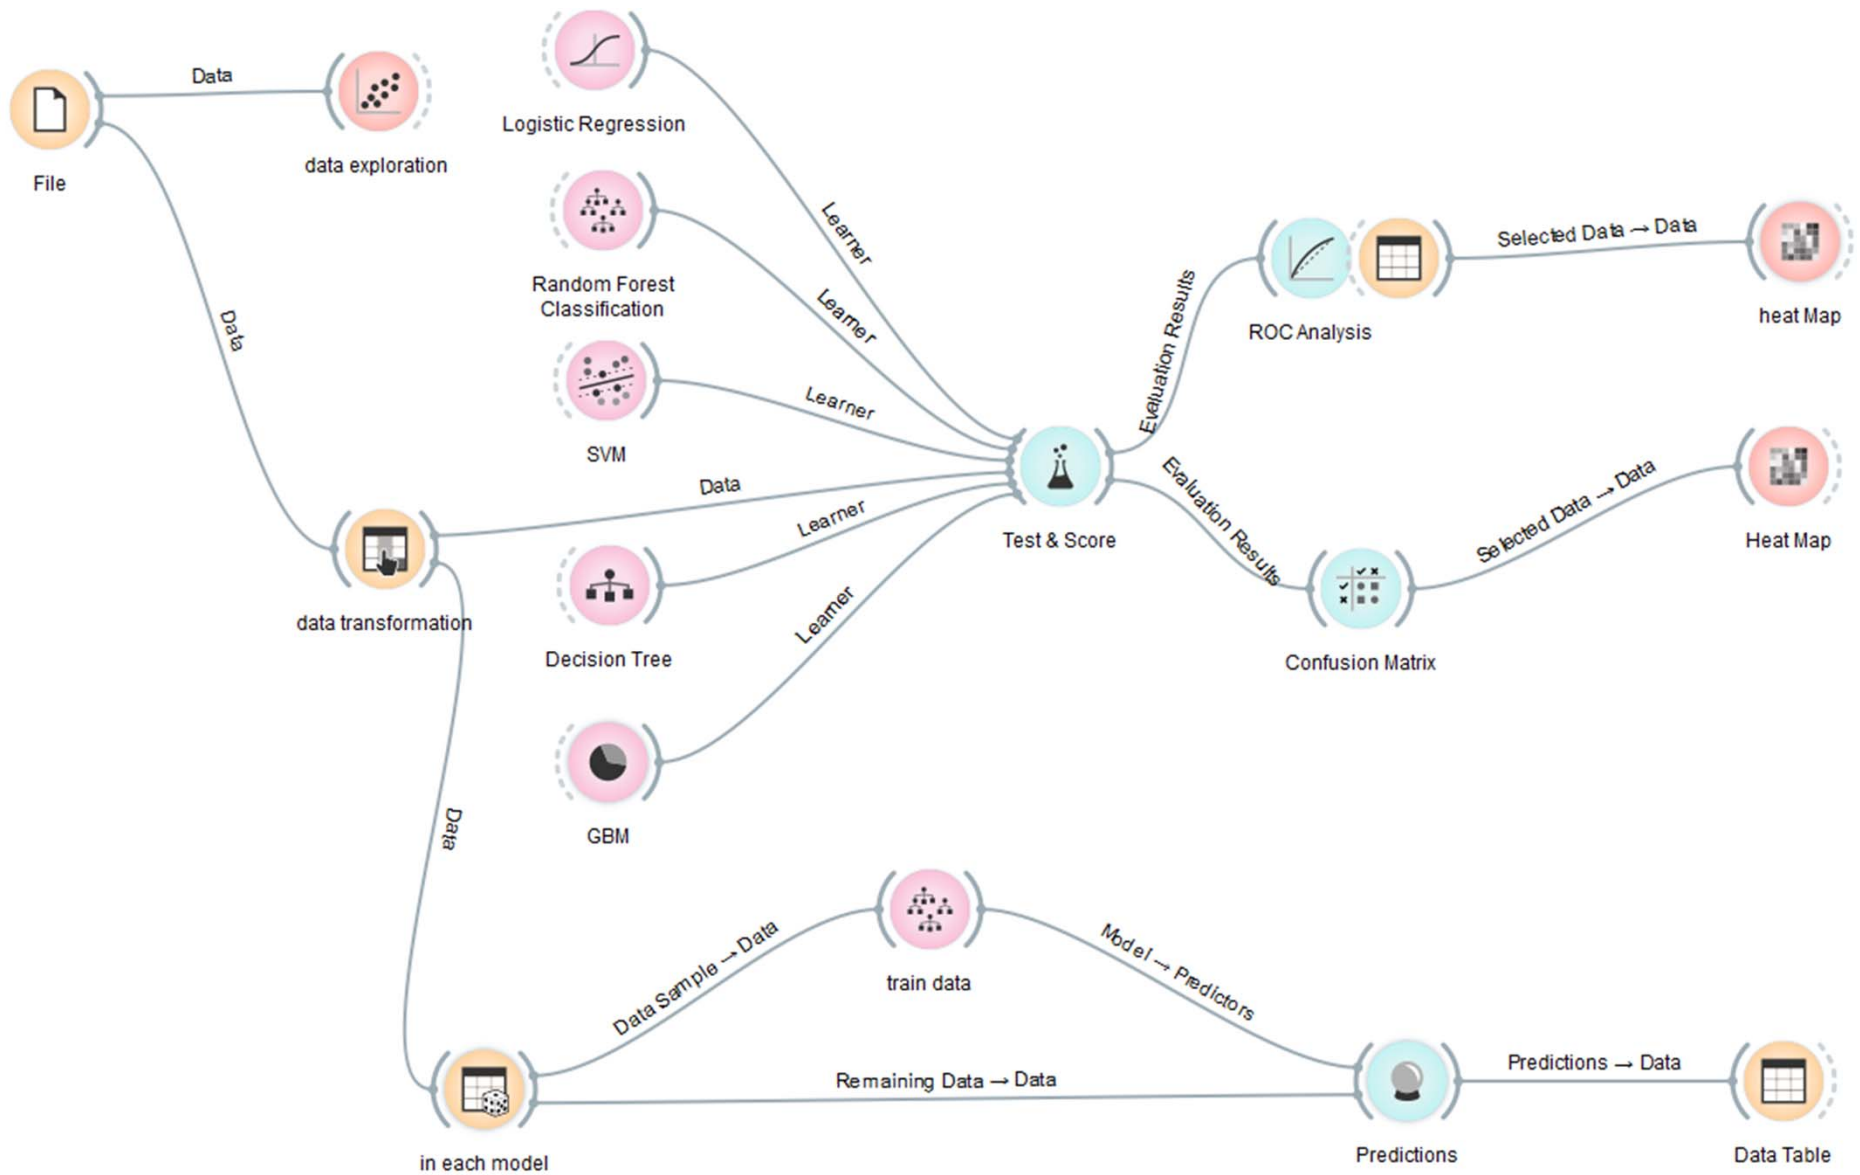 Data
File
data exploration
Logistic Regression
Learner
Random Forest
Classification
Learner
SVM
Learner
Data
Data
data transformation
Decision Tree
Learner
GBM
Learner
Test & Score
Evaluation Results
ROC Analysis
Selected Data → Data
heat Map
Evaluation Results
Confusion Matrix
Selected Data → Data
Heat Map
Data
in each model
Data Sample → Data
train data
Model → Predictors
Remaining Data → Data
Predictions
Predictions → Data
Data Table